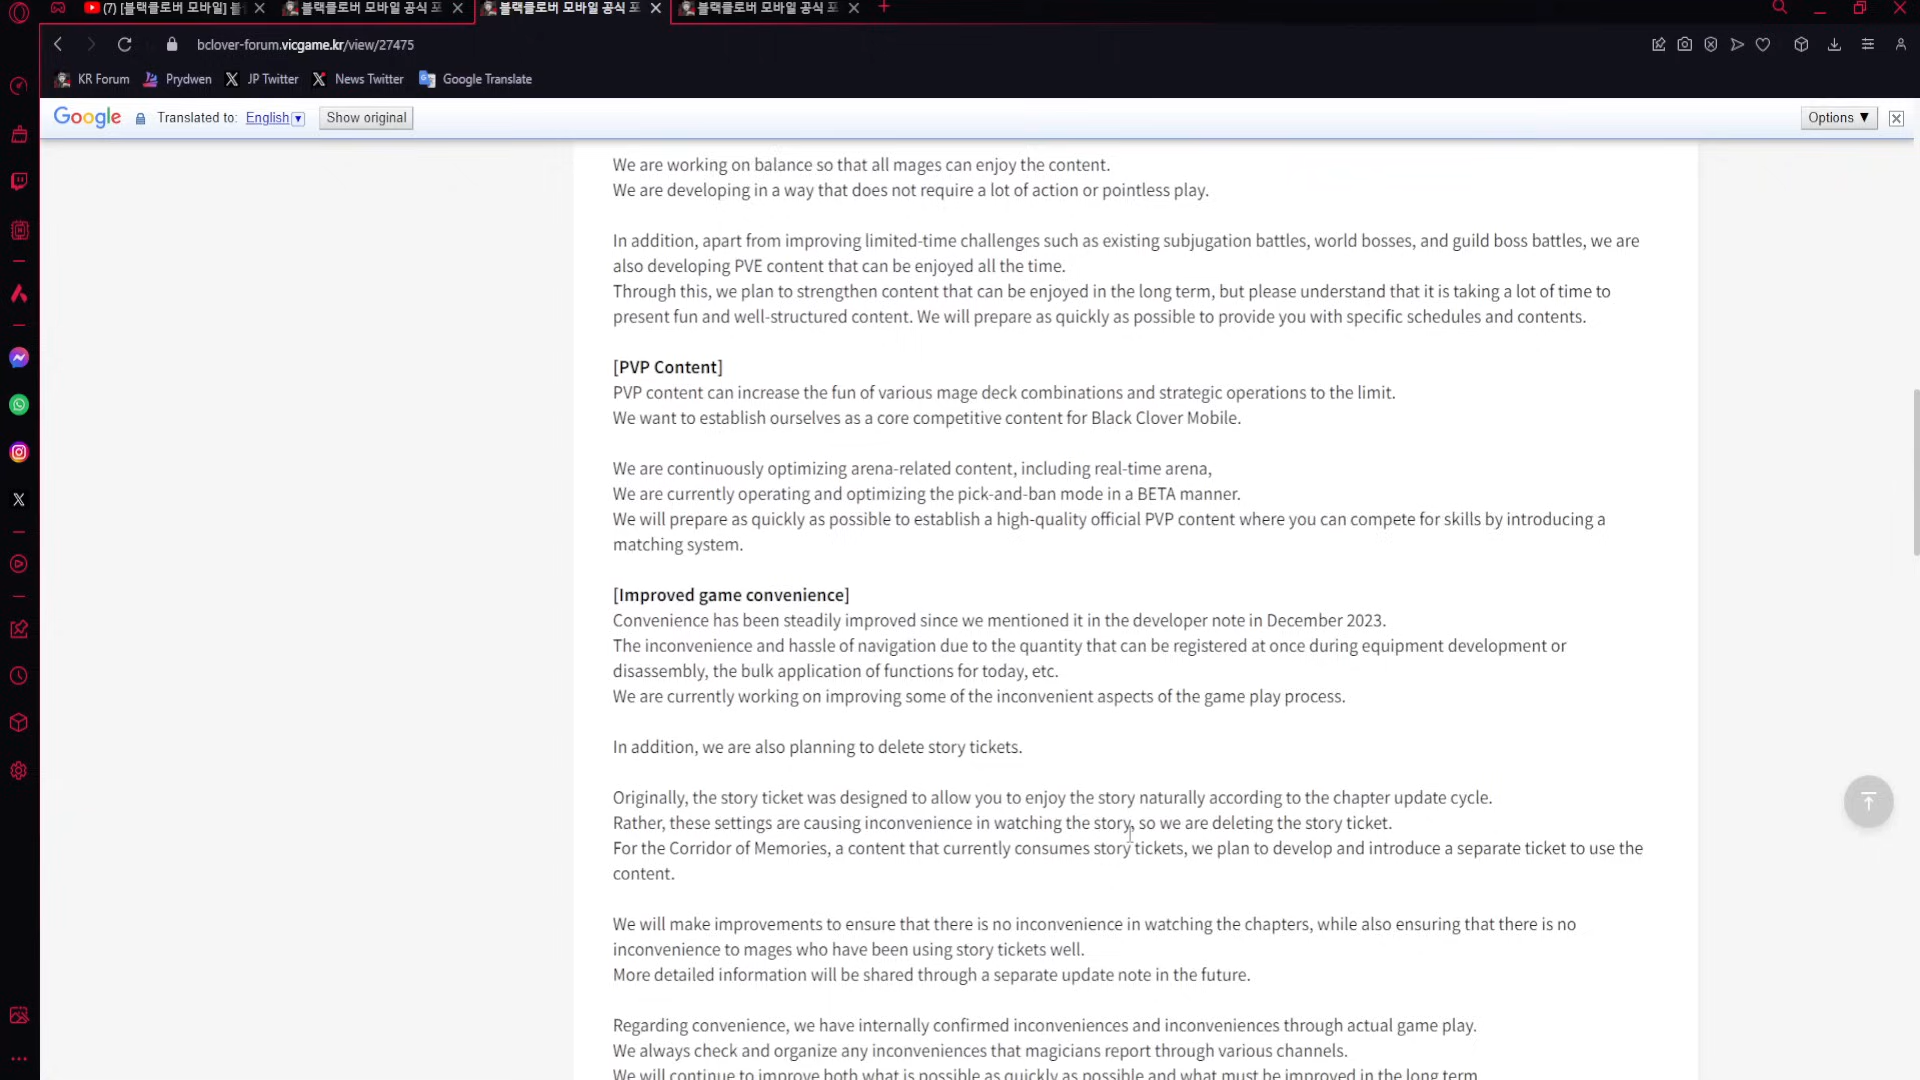 (7) [블랙클로버 모바일] 블
블랙클로버 모바일 공식 포
블랙클로버 모바일 공식 포
블랙클로버 모바일 공식 포
bclover-forum.vicgame.kr/view/27475
KR Forum Prydwen JP Twitter News Twitter Google Translate
Google Translated to: English Show original Options ▼
We are working on balance so that all mages can enjoy the content.
We are developing in a way that does not require a lot of action or pointless play.
In addition, apart from improving limited-time challenges such as existing subjugation battles, world bosses, and guild boss battles, we are
also developing PVE content that can be enjoyed all the time.
Through this, we plan to strengthen content that can be enjoyed in the long term, but please understand that it is taking a lot of time to
present fun and well-structured content. We will prepare as quickly as possible to provide you with specific schedules and contents.
[PVP Content]
PVP content can increase the fun of various mage deck combinations and strategic operations to the limit.
We want to establish ourselves as a core competitive content for Black Clover Mobile.
We are continuously optimizing arena-related content, including real-time arena,
We are currently operating and optimizing the pick-and-ban mode in a BETA manner.
We will prepare as quickly as possible to establish a high-quality official PVP content where you can compete for skills by introducing a
matching system.
[Improved game convenience]
Convenience has been steadily improved since we mentioned it in the developer note in December 2023.
The inconvenience and hassle of navigation due to the quantity that can be registered at once during equipment development or
disassembly, the bulk application of functions for today, etc.
We are currently working on improving some of the inconvenient aspects of the game play process.
In addition, we are also planning to delete story tickets.
Originally, the story ticket was designed to allow you to enjoy the story naturally according to the chapter update cycle.
Rather, these settings are causing inconvenience in watching the story, so we are deleting the story ticket.
For the Corridor of Memories, a content that currently consumes story tickets, we plan to develop and introduce a separate ticket to use the
content.
We will make improvements to ensure that there is no inconvenience in watching the chapters, while also ensuring that there is no
inconvenience to mages who have been using story tickets well.
More detailed information will be shared through a separate update note in the future.
Regarding convenience, we have internally confirmed inconveniences and inconveniences through actual game play.
We always check and organize any inconveniences that magicians report through various channels.
We will continue to improve both what is possible as quickly as possible and what must be improved in the long term